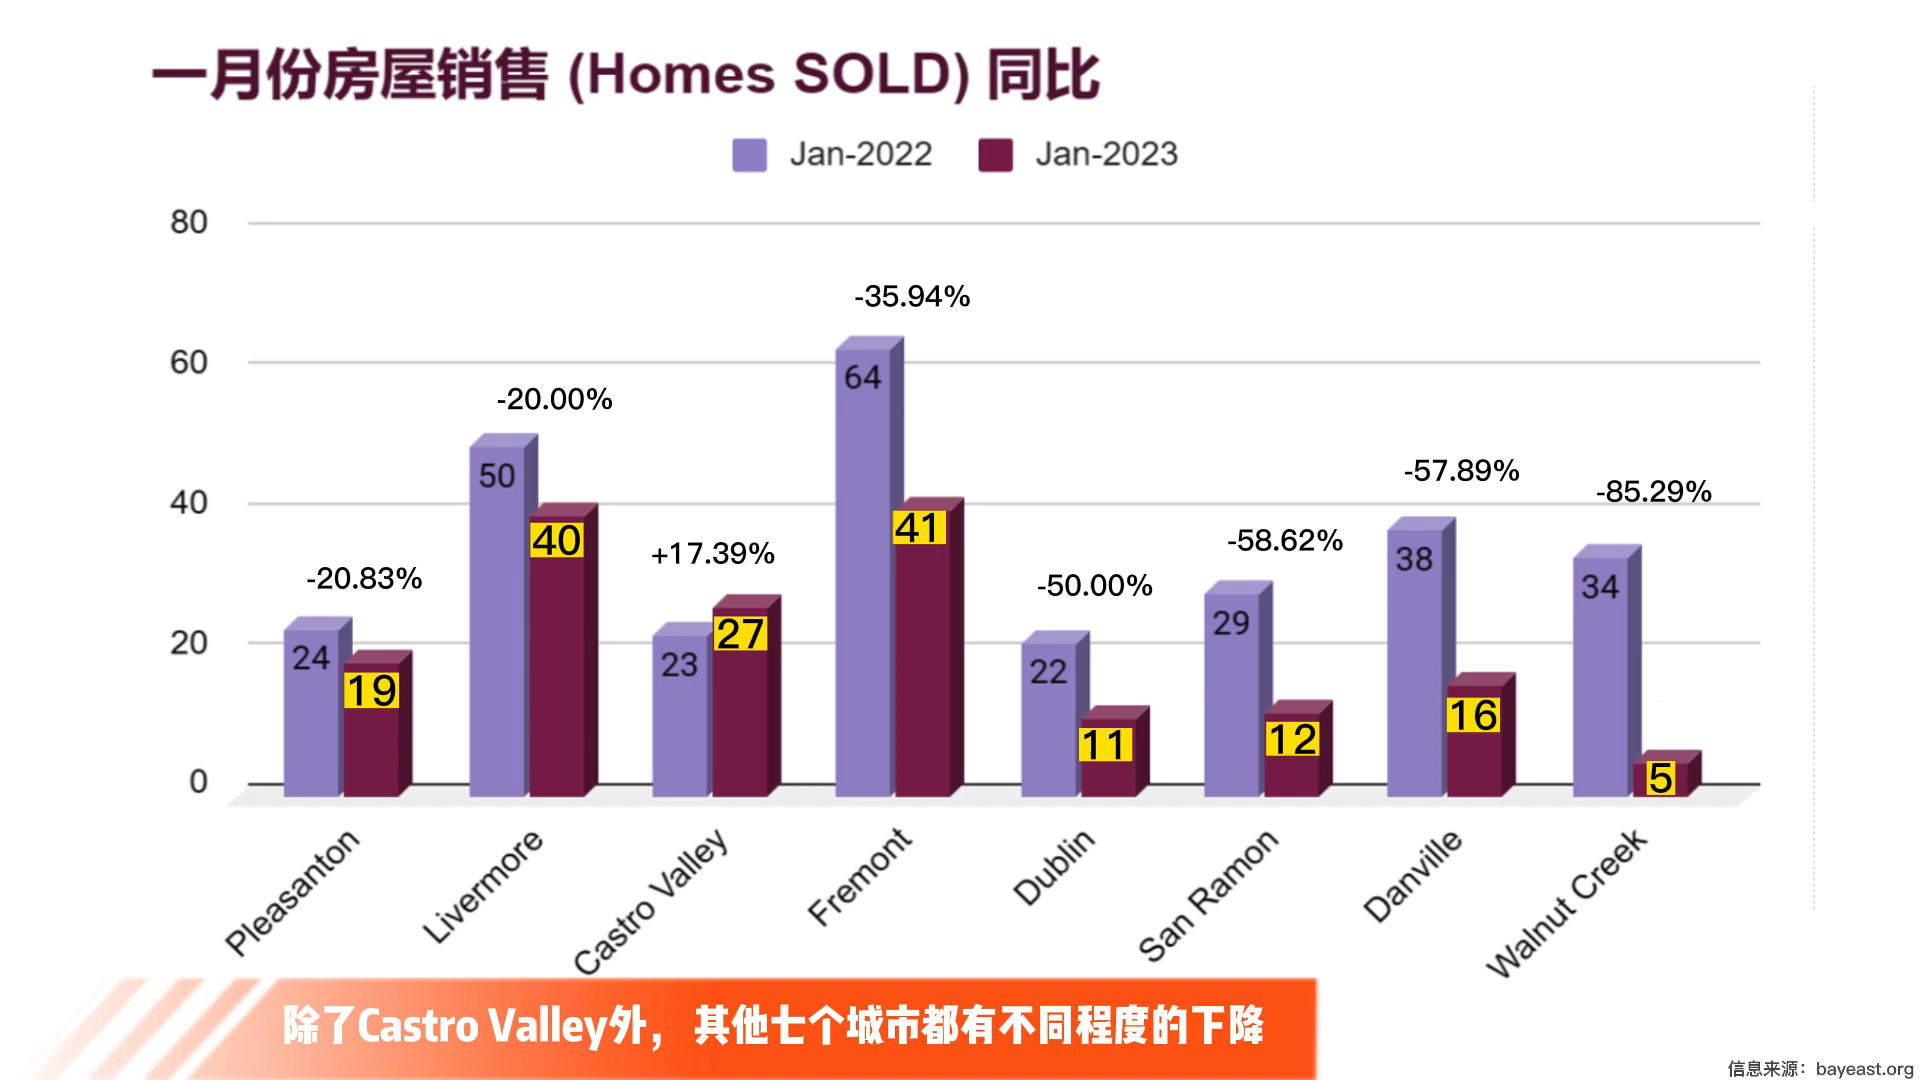 一月份房屋销售 (Homes SOLD) 同比
Jan-2022 Jan-2023
80
60
40
20
0
-20.83%
-20.00%
+17.39%
-35.94%
-50.00%
-58.62%
-57.89%
-85.29%
24 19
50 40
23 27
64 41
22 11
29 12
38 16
34 5
Pleasanton
Livermore
Castro Valley
Fremont
Dublin
San Ramon
Danville
Walnut Creek
除了Castro Valley外，其他七个城市都有不同程度的下降
信息来源：bayeast.org